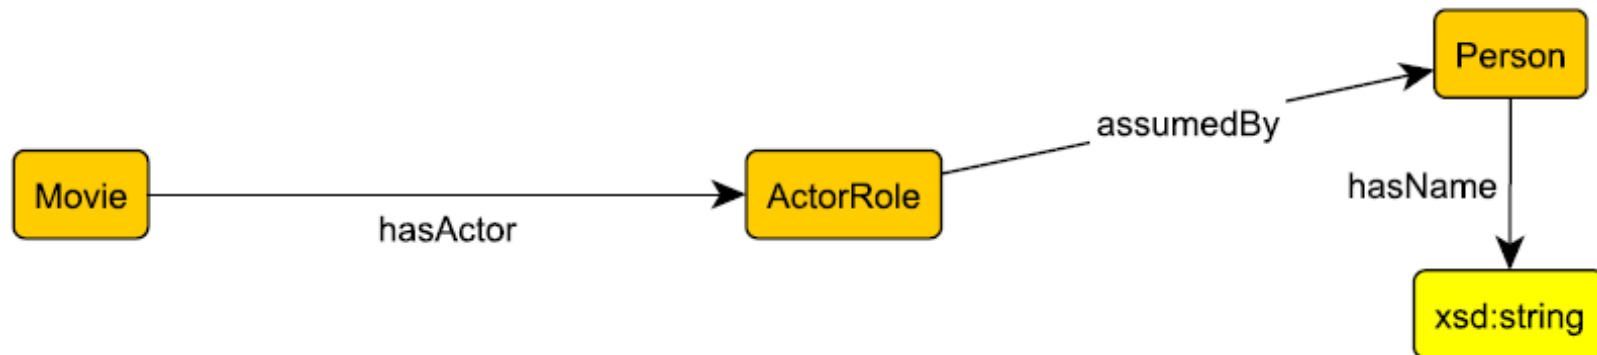 Person
assumedBy
Movie
ActorRole
hasName
hasActor
xsd:string